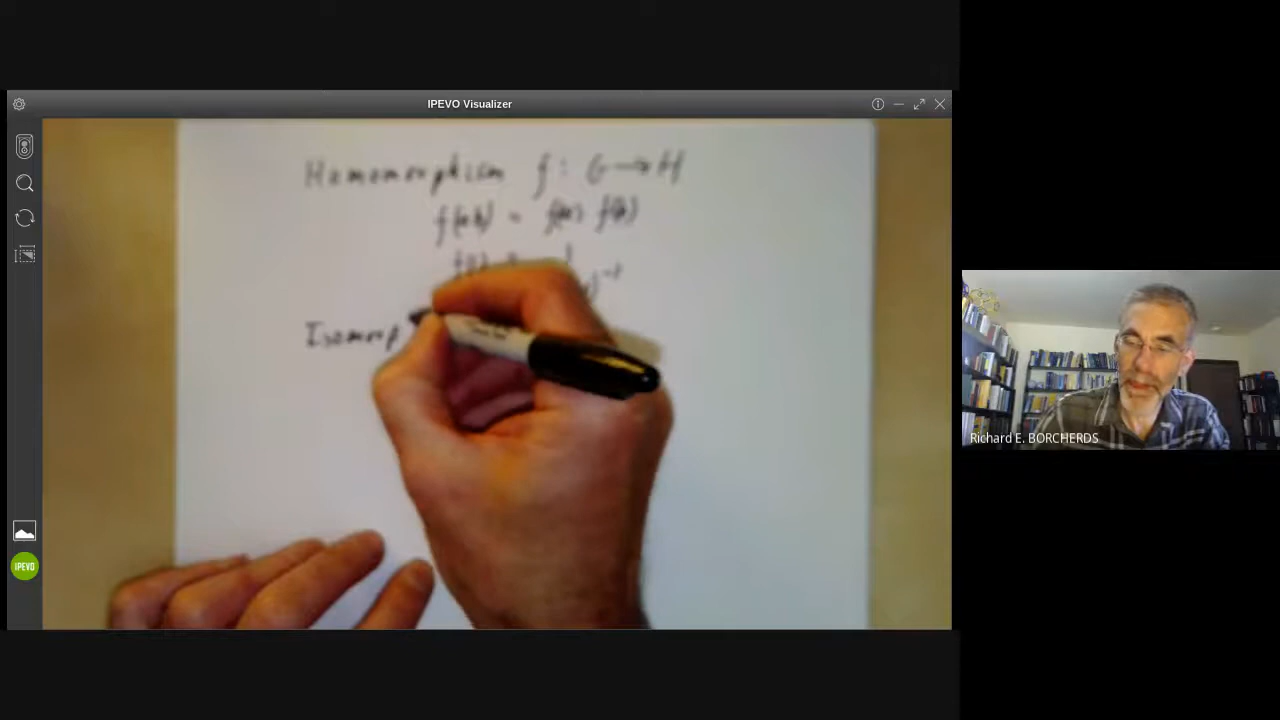 IPEVO Visualizer
Homomorphism f: G → H
f(ab) = f(a) f(b)
Isomorp
IPEVO
Richard E. BORCHERDS